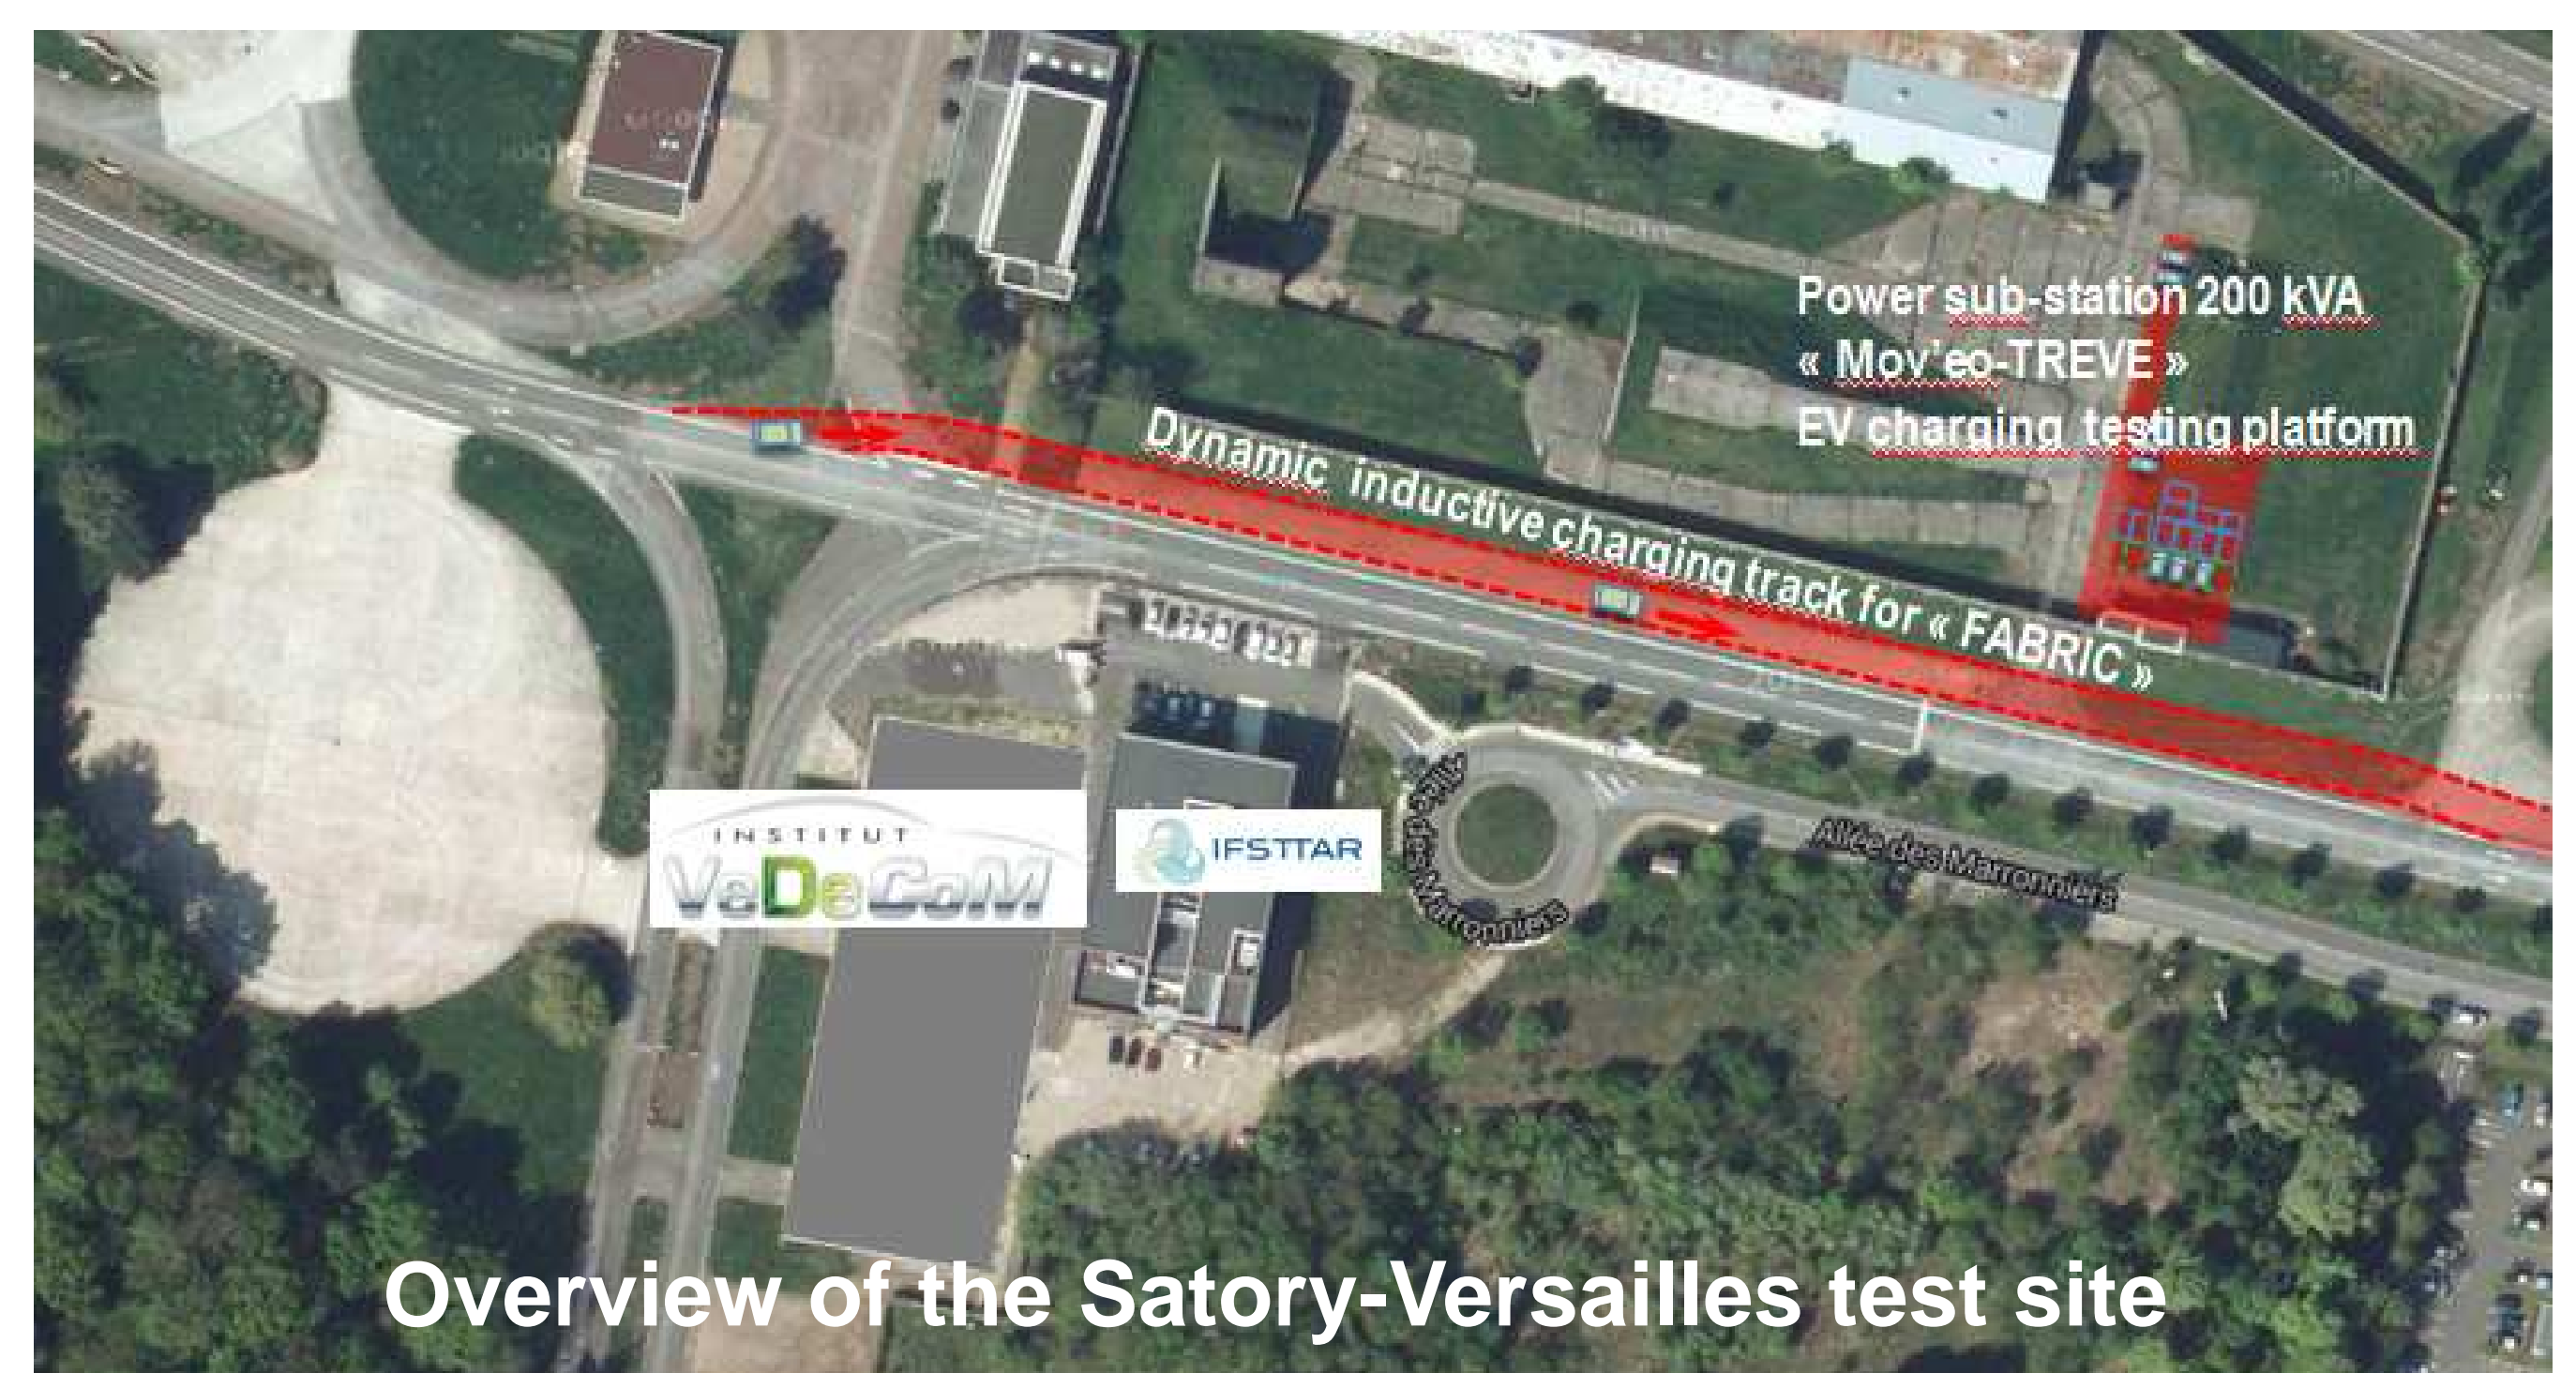 Power sub-station 200 kVA
« Mov'eo-TREVE »
EV charging testing platform
Dynamic inductive charging track for « FABRIC »
INSTITUT
VeDeCoM
IFSTTAR
Allée des Marronniers
Allée des Marronniers
Overview of the Satory-Versailles test site